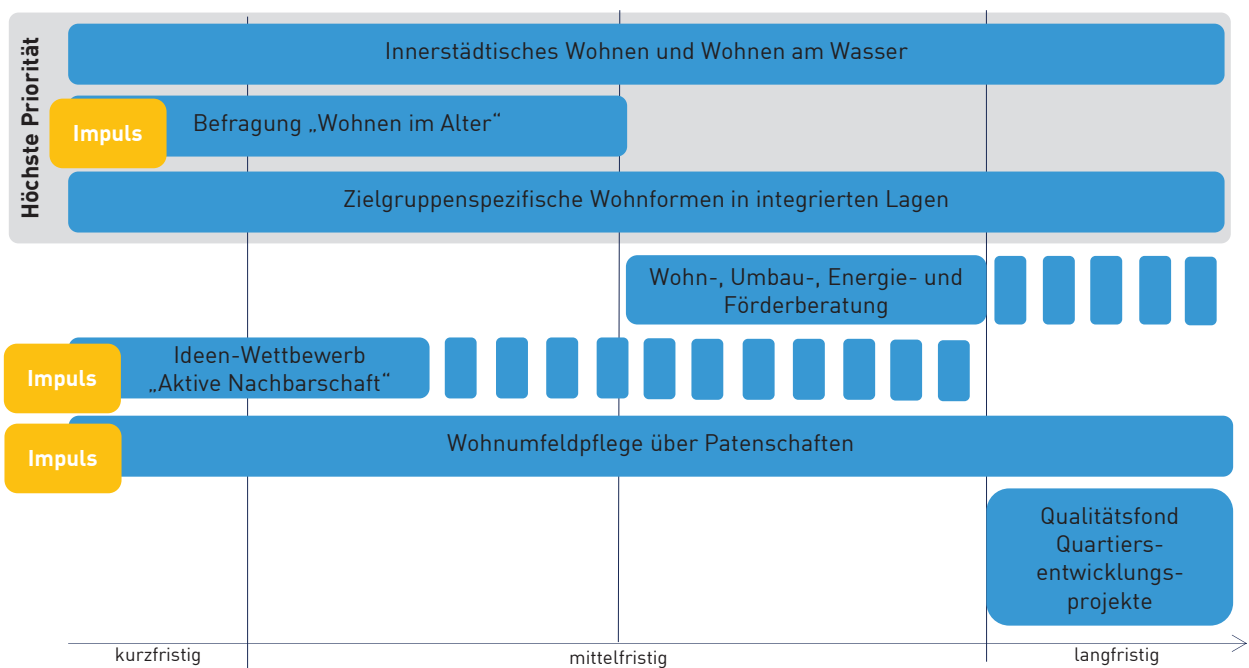 Höchste Priorität
Innerstädtisches Wohnen und Wohnen am Wasser
Impuls
Befragung „Wohnen im Alter“
Zielgruppenspezifische Wohnformen in integrierten Lagen
Wohn-, Umbau-, Energie- und
Förderberatung
Impuls
Ideen-Wettbewerb
„Aktive Nachbarschaft“
Impuls
Wohnumfeldpflege über Patenschaften
Qualitätsfond
Quartiers-
entwicklungs-
projekte
kurzfristig
mittelfristig
langfristig